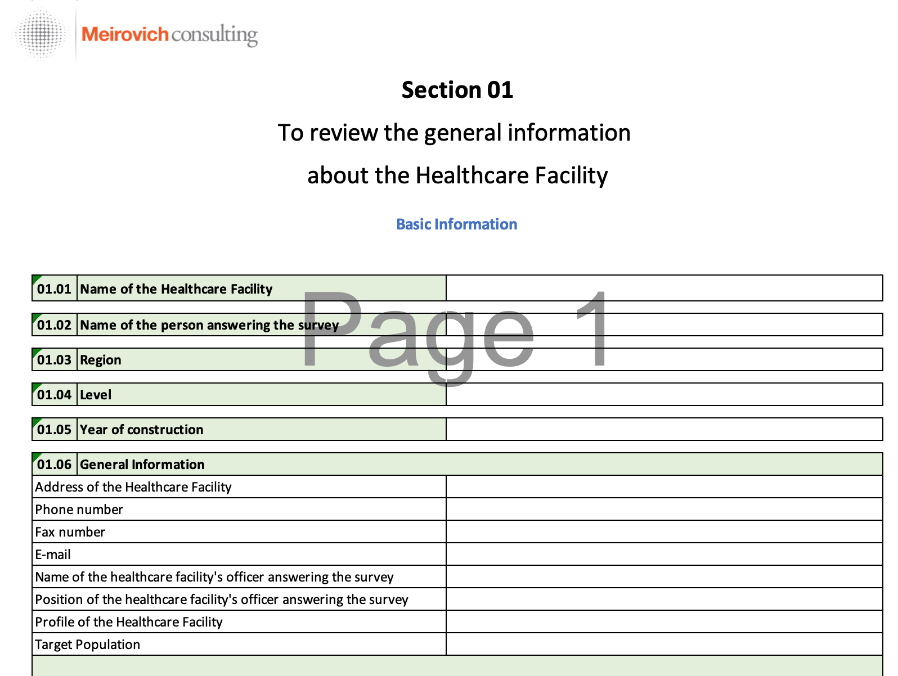 Meirovich consulting
Section 01
To review the general information
about the Healthcare Facility
Basic Information
01.01 Name of the Healthcare Facility
01.02 Name of the person answering the survey
Page 1
01.03 Region
01.04 Level
01.05 Year of construction
01.06 General Information
Address of the Healthcare Facility
Phone number
Fax number
E-mail
Name of the healthcare facility's officer answering the survey
Position of the healthcare facility's officer answering the survey
Profile of the Healthcare Facility
Target Population